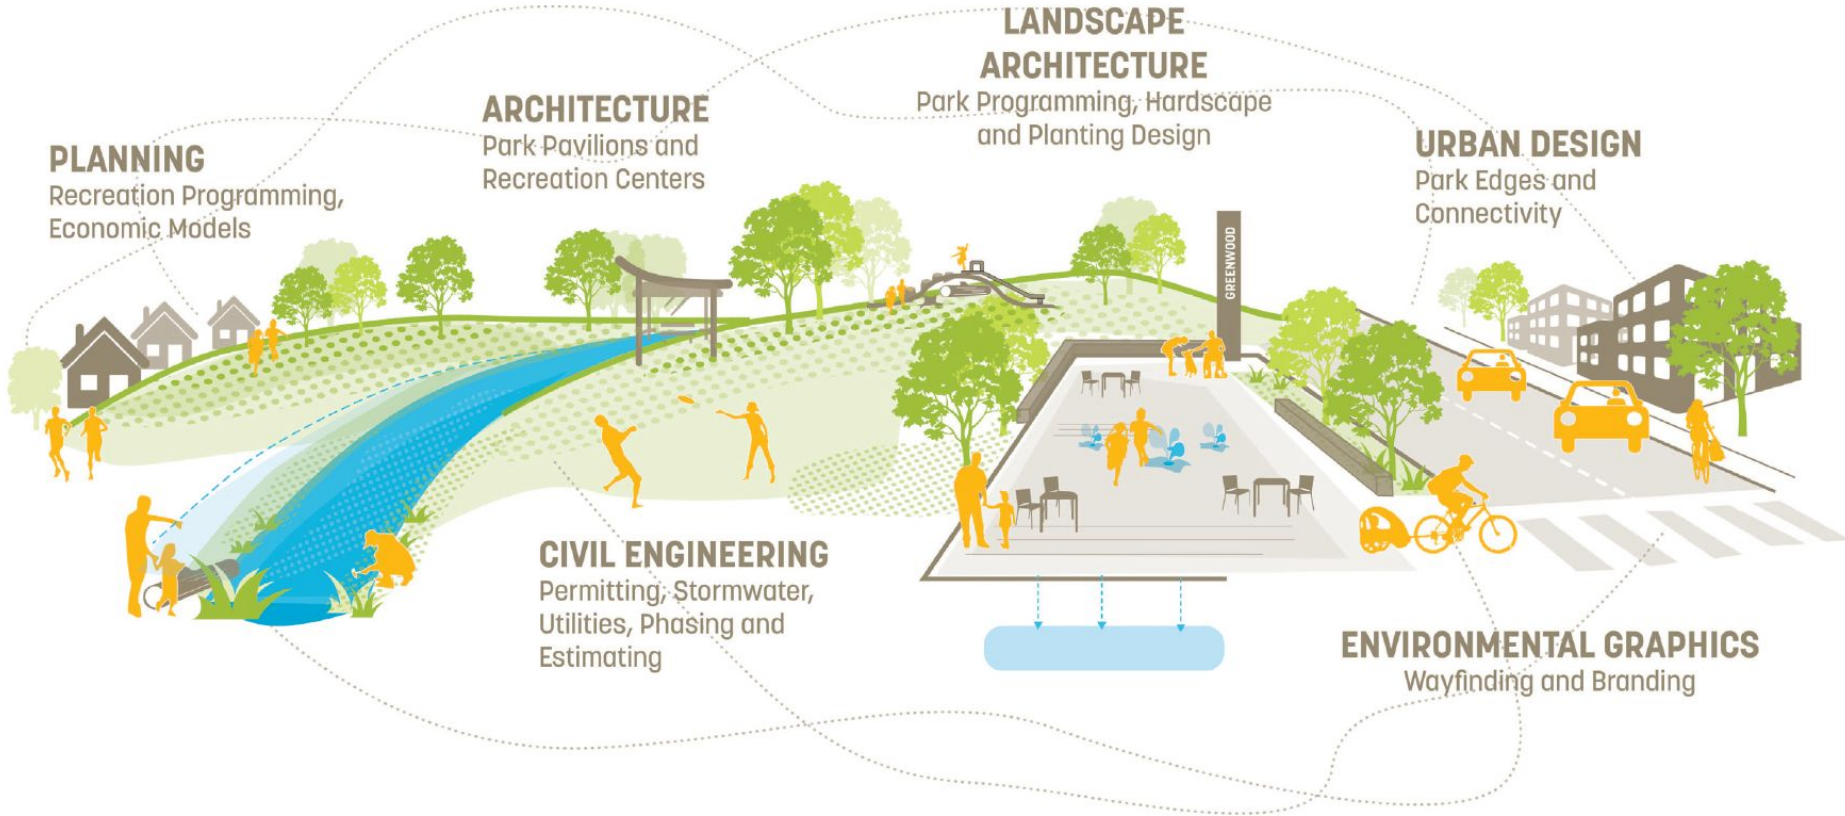 PLANNING
Recreation Programming,
Economic Models
ARCHITECTURE
Park Pavilions and
Recreation Centers
LANDSCAPE
ARCHITECTURE
Park Programming, Hardscape
and Planting Design
URBAN DESIGN
Park Edges and
Connectivity
GREENWOOD
CIVIL ENGINEERING
Permitting, Stormwater,
Utilities, Phasing and
Estimating
ENVIRONMENTAL GRAPHICS
Wayfinding and Branding